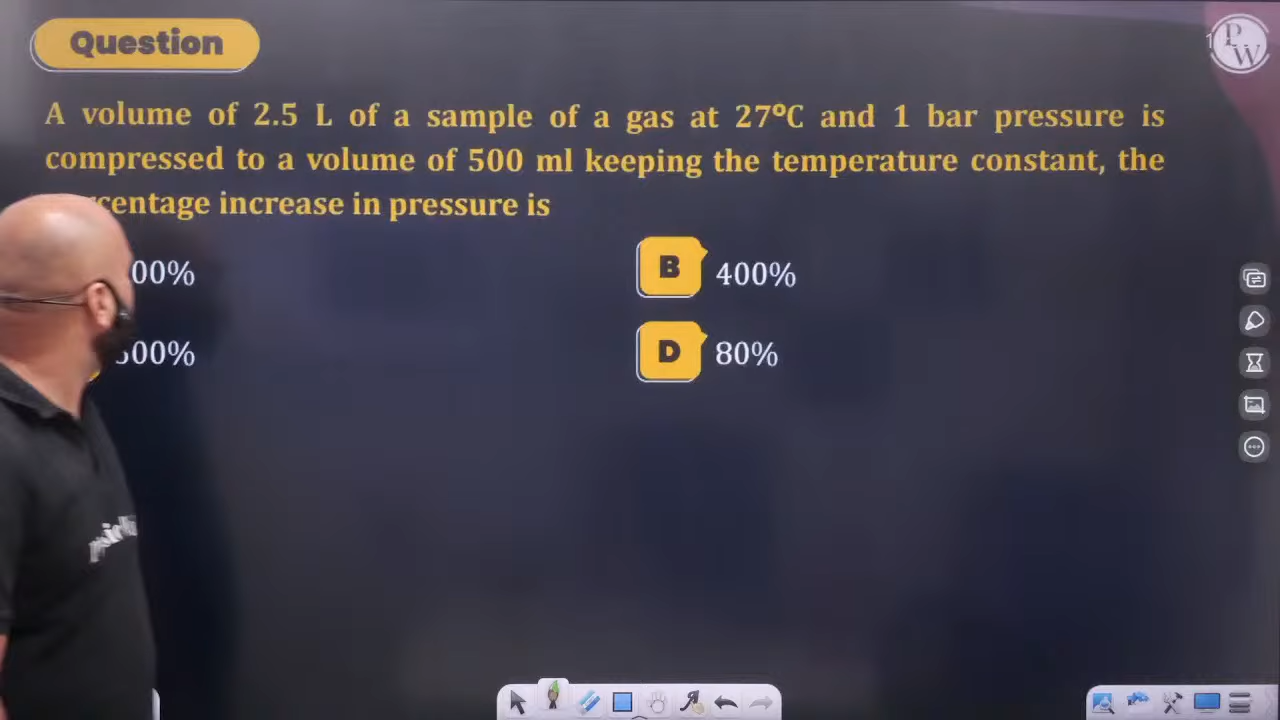 Question
PW
A volume of 2.5 L of a sample of a gas at 27°C and 1 bar pressure is
compressed to a volume of 500 ml keeping the temperature constant, the
increase in pressure is
B 400%
D 80%